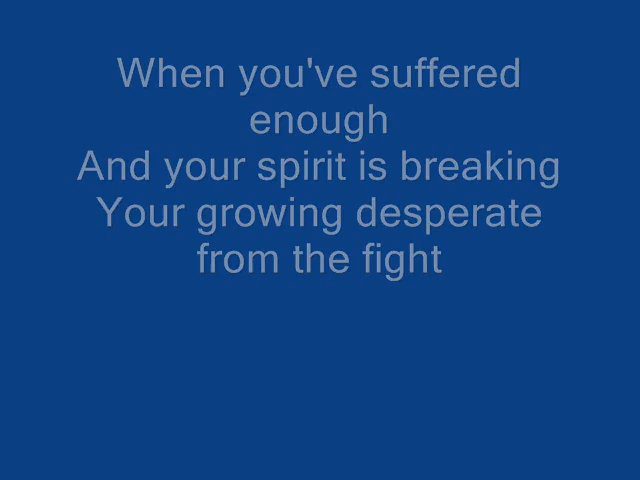 When you've suffered
enough
And your spirit is breaking
Your growing desperate
from the fight